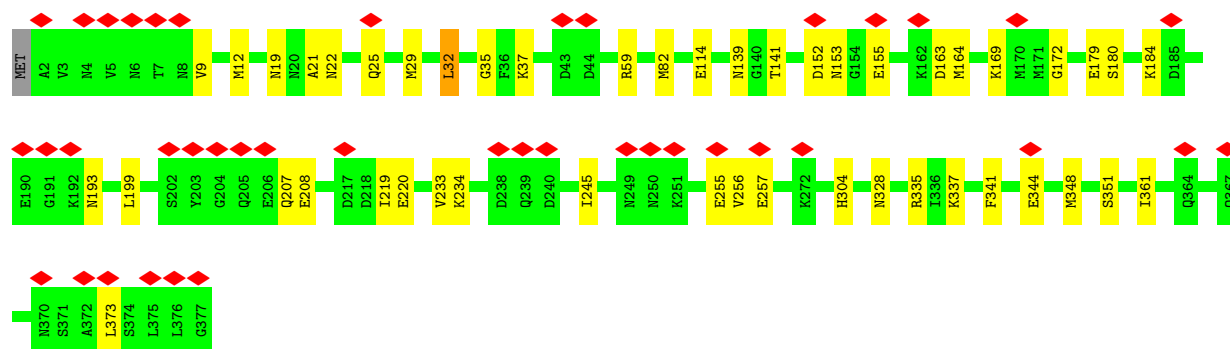 MET A2 V3 N4 V5 N6 T7 N8 V9 M12 N19 N20 A21 N22 Q25 M29 L32 G35 F36 K37 D43 D44 R59 M82 E114 N139 G140 T141 D152 N153 G154 E155 K162 D163 M164 K169 M170 M171 G172 E179 S180 K184 D185
E190 G191 K192 N193 L199 S202 Y203 G204 Q205 E206 Q207 E208 D217 D218 I219 E220 V233 K234 D238 Q239 D240 I245 N249 N250 K251 E255 V256 E257 K272 H304 N328 R335 I336 K337 F341 E344 M348 S351 I361 Q364
N370 S371 A372 L373 S374 L375 L376 G377